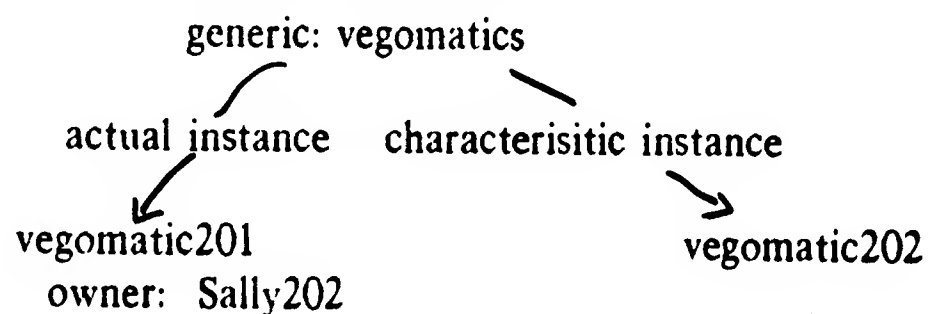 generic: vegomatics
actual instance characterisitic instance
vegomatic201 vegomatic202
owner: Sally202